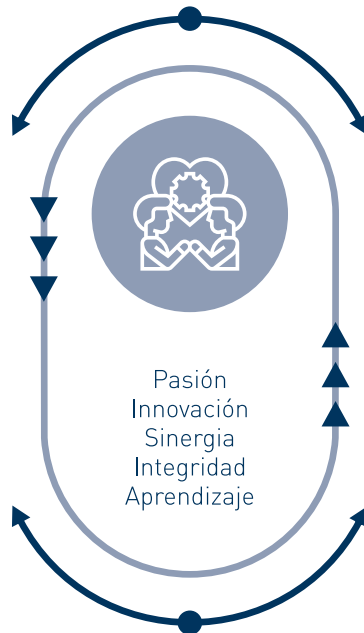 Pasión
Innovación
Sinergia
Integridad
Aprendizaje